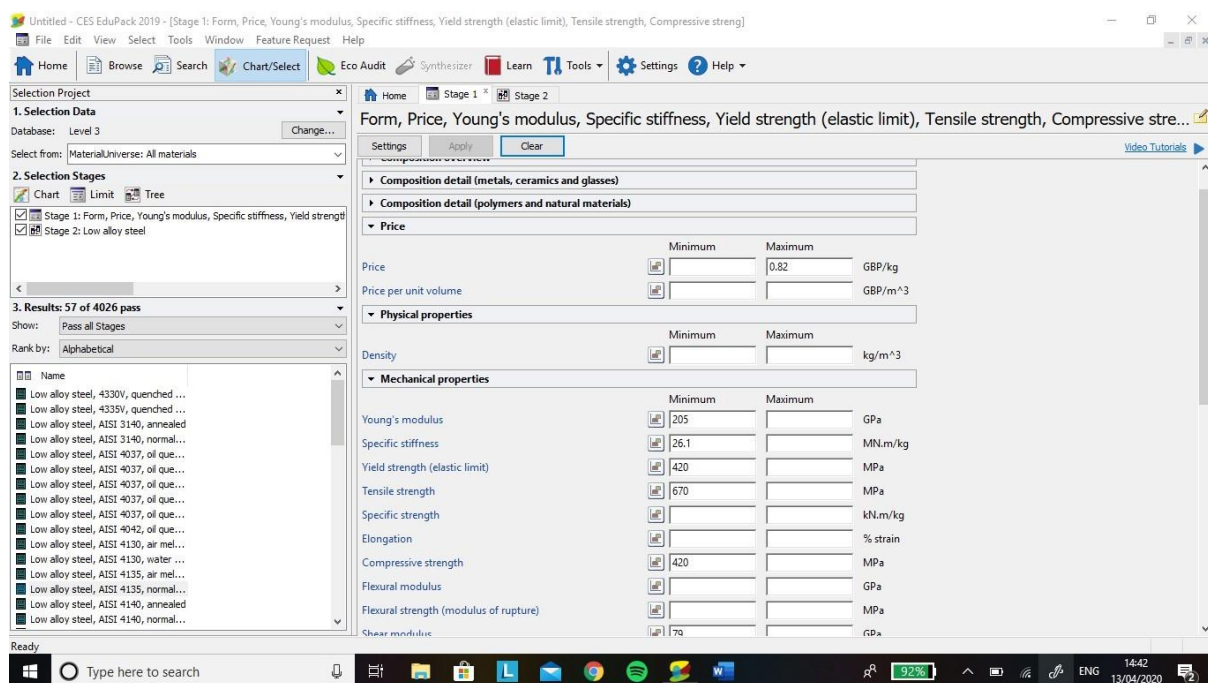 Untitled - CES EduPack 2019 - [Stage 1: Form, Price, Young's modulus, Specific stiffness, Yield strength (elastic limit), Tensile strength, Compressive streng]
File Edit View Select Tools Window Feature Request Help
Home Browse Search Chart/Select Eco Audit Synthesizer Learn Tools Settings Help
Selection Project
1. Selection Data
Database: Level 3 Change...
Select from: MaterialUniverse: All materials
2. Selection Stages
Chart Limit Tree
Stage 1: Form, Price, Young's modulus, Specific stiffness, Yield strengt
Stage 2: Low alloy steel
3. Results: 57 of 4026 pass
Show: Pass all Stages
Rank by: Alphabetical
Name
Low alloy steel, 4330V, quenched ...
Low alloy steel, 4335V, quenched ...
Low alloy steel, AISI 3140, annealed
Low alloy steel, AISI 3140, normal...
Low alloy steel, AISI 4037, oil que...
Low alloy steel, AISI 4037, oil que...
Low alloy steel, AISI 4037, oil que...
Low alloy steel, AISI 4037, oil que...
Low alloy steel, AISI 4037, oil que...
Low alloy steel, AISI 4042, oil que...
Low alloy steel, AISI 4130, air mel...
Low alloy steel, AISI 4130, water ...
Low alloy steel, AISI 4135, air mel...
Low alloy steel, AISI 4135, normal...
Low alloy steel, AISI 4140, annealed
Low alloy steel, AISI 4140, normal...
Home Stage 1 Stage 2
Form, Price, Young's modulus, Specific stiffness, Yield strength (elastic limit), Tensile strength, Compressive stre...
Settings Apply Clear Video Tutorials
Composition overview
Composition detail (metals, ceramics and glasses)
Composition detail (polymers and natural materials)
Price
Minimum Maximum
Price 0.82 GBP/kg
Price per unit volume GBP/m^3
Physical properties
Minimum Maximum
Density kg/m^3
Mechanical properties
Minimum Maximum
Young's modulus 205 GPa
Specific stiffness 26.1 MN.m/kg
Yield strength (elastic limit) 420 MPa
Tensile strength 670 MPa
Specific strength kN.m/kg
Elongation % strain
Compressive strength 420 MPa
Flexural modulus GPa
Flexural strength (modulus of rupture) MPa
Shear modulus 79 GPa
Ready
Type here to search L W 92% ENG 14:42
13/04/2020